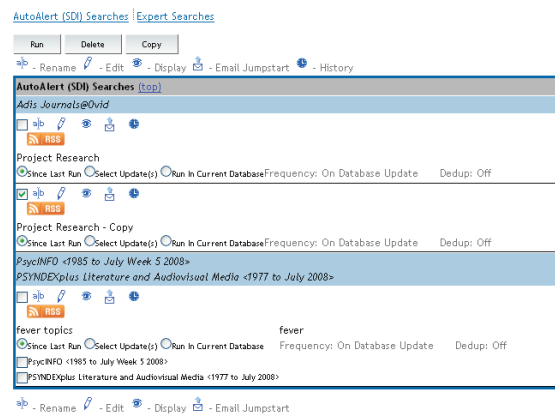 AutoAlert (SDI) Searches Expert Searches
Run Delete Copy
a|b - Rename - Edit - Display - Email Jumpstart - History
AutoAlert (SDI) Searches (top)
Adis Journals@Ovid
a|b
RSS
Project Research
Since Last Run Select Update(s) Run In Current Database Frequency: On Database Update Dedup: Off
a|b
RSS
Project Research - Copy
Since Last Run Select Update(s) Run In Current Database Frequency: On Database Update Dedup: Off
PsycINFO <1985 to July Week 5 2008>
PSYNDEXplus Literature and Audiovisual Media <1977 to July 2008>
a|b
RSS
fever topics fever
Since Last Run Select Update(s) Run In Current Database Frequency: On Database Update Dedup: Off
PsycINFO <1985 to July Week 5 2008>
PSYNDEXplus Literature and Audiovisual Media <1977 to July 2008>
a|b - Rename - Edit - Display - Email Jumpstart